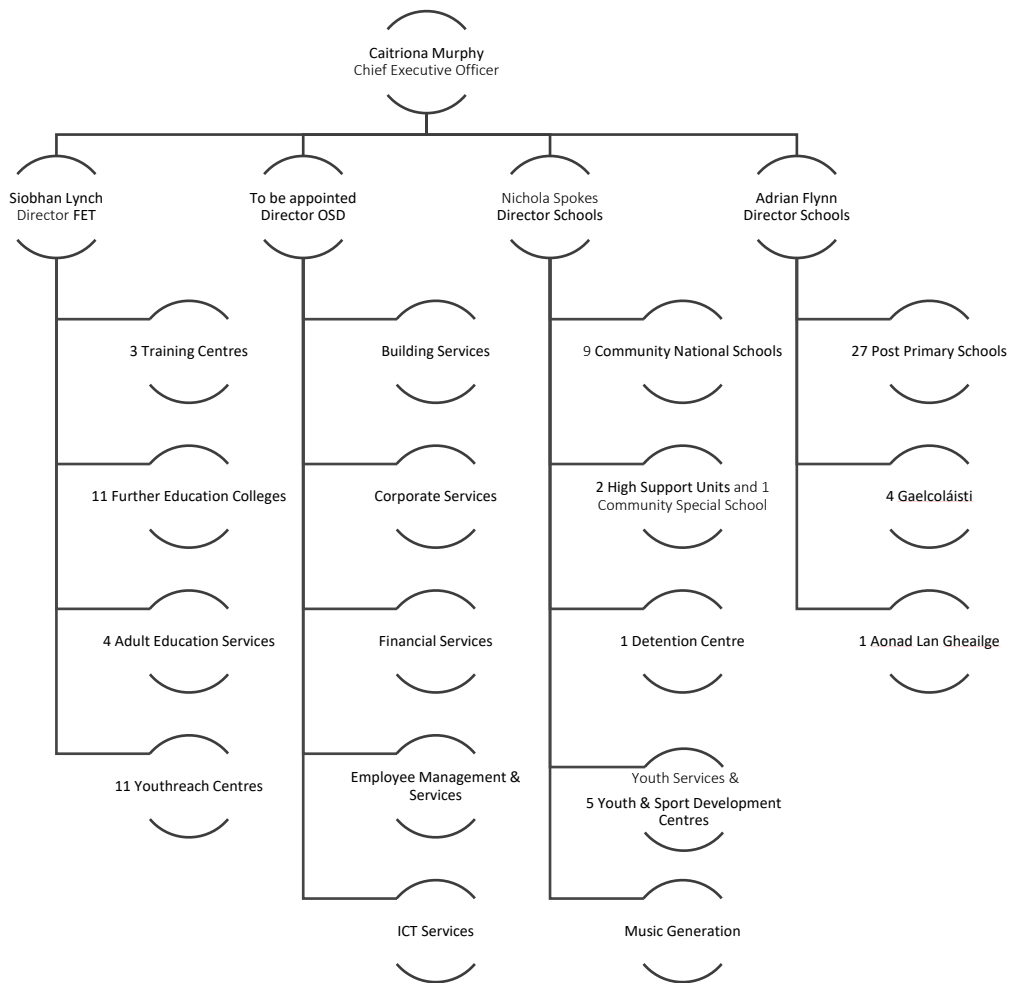 Caitriona Murphy
Chief Executive Officer
Siobhan Lynch
Director FET
To be appointed
Director OSD
Nichola Spokes
Director Schools
Adrian Flynn
Director Schools
3 Training Centres
11 Further Education Colleges
4 Adult Education Services
11 Youthreach Centres
Building Services
Corporate Services
Financial Services
Employee Management &
Services
ICT Services
9 Community National Schools
2 High Support Units and 1
Community Special School
1 Detention Centre
Youth Services &
5 Youth & Sport Development
Centres
Music Generation
27 Post Primary Schools
4 Gaelcoláisti
1 Aonad Lan Gheailge